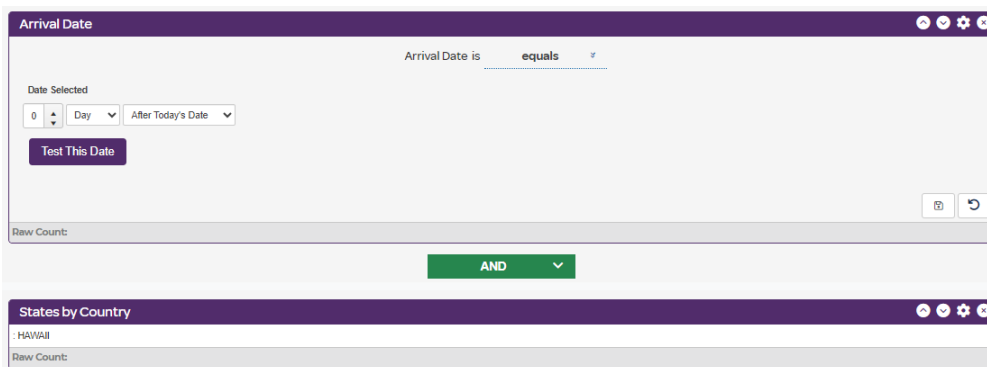 Arrival Date
Arrival Date is equals
Date Selected
0 Day After Today's Date
Test This Date
Raw Count:
AND
States by Country
: HAWAII
Raw Count: